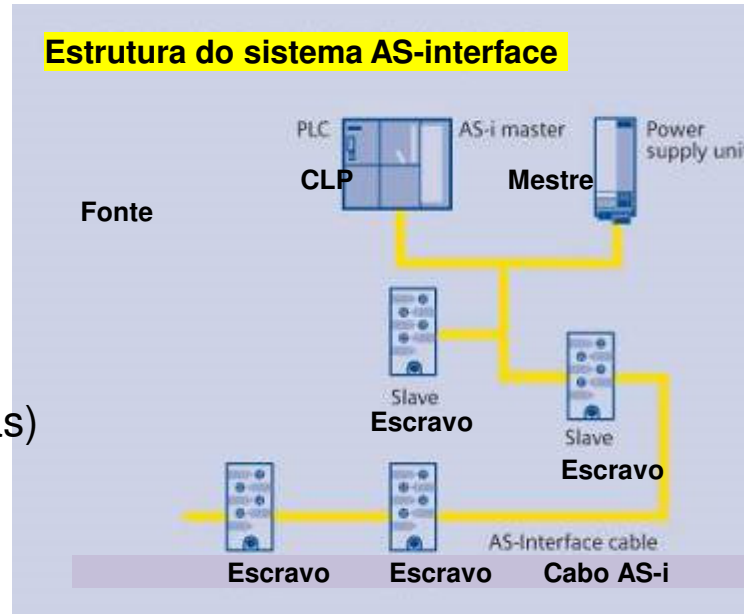 Estrutura do sistema AS-interface
PLC AS-i master Power
supply unit
CLP Mestre
Fonte
Slave
Escravo
s)
Slave
Escravo
AS-Interface cable
Escravo Escravo Cabo AS-i